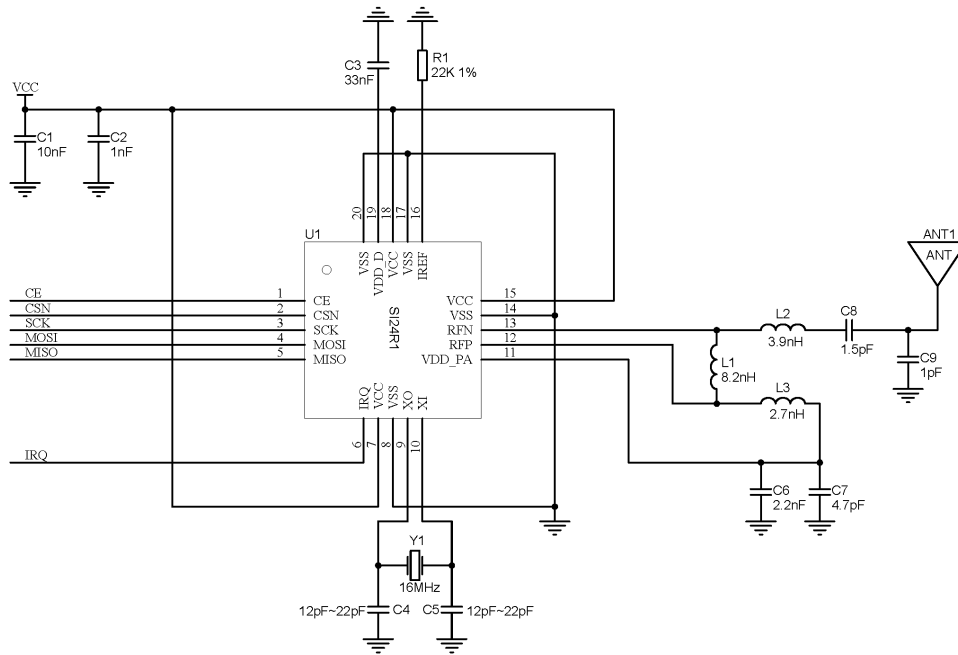 C3
33nF
R1
22K 1%
VCC
C1
10nF
C2
1nF
20
19
18
17
16
U1
VSS
VDD_D
VCC
VSS
IREF
ANT1
ANT
CE
1
CE
VCC
15
CSN
2
CSN
VSS
14
SCK
3
SCK
RFN
13
MOSI
4
MOSI
RFP
12
MISO
5
MISO
VDD_PA
11
SI24R1
L2
3.9nH
C8
1.5pF
C9
1pF
L1
8.2nH
L3
2.7nH
IRQ
VCC
VSS
XO
XI
6
7
8
9
10
IRQ
C6
2.2nF
C7
4.7pF
Y1
16MHz
12pF~22pF
C4
C5
12pF~22pF